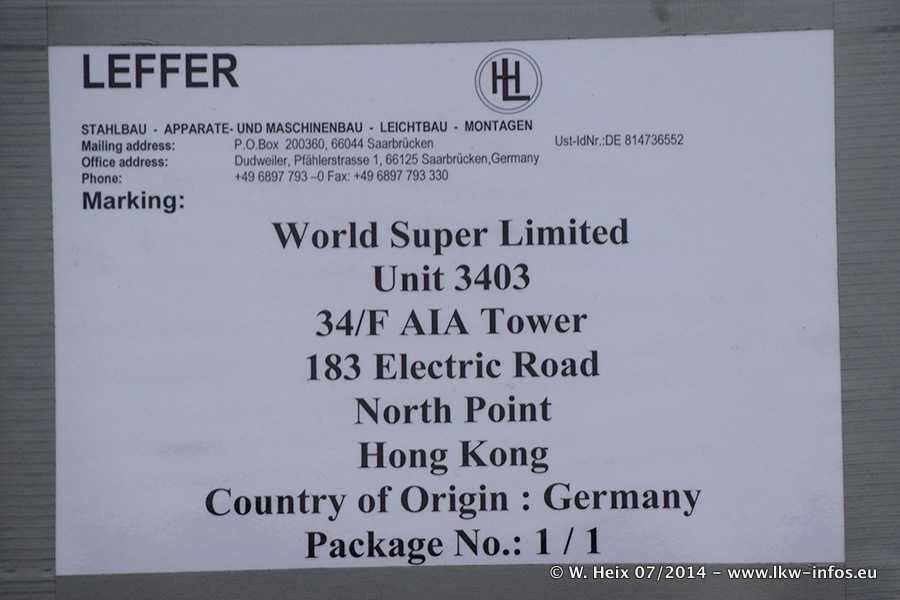 LEFFER
HL
STAHLBAU - APPARATE- UND MASCHINENBAU - LEICHTBAU - MONTAGEN
Mailing address: P.O.Box 200360, 66044 Saarbrücken Ust-IdNr.:DE 814736552
Office address: Dudweiler, Pfählerstrasse 1, 66125 Saarbrücken,Germany
Phone: +49 6897 793 –0 Fax: +49 6897 793 330
Marking:
World Super Limited
Unit 3403
34/F AIA Tower
183 Electric Road
North Point
Hong Kong
Country of Origin : Germany
Package No.: 1 / 1
© W. Heix 07/2014 - www.lkw-infos.eu